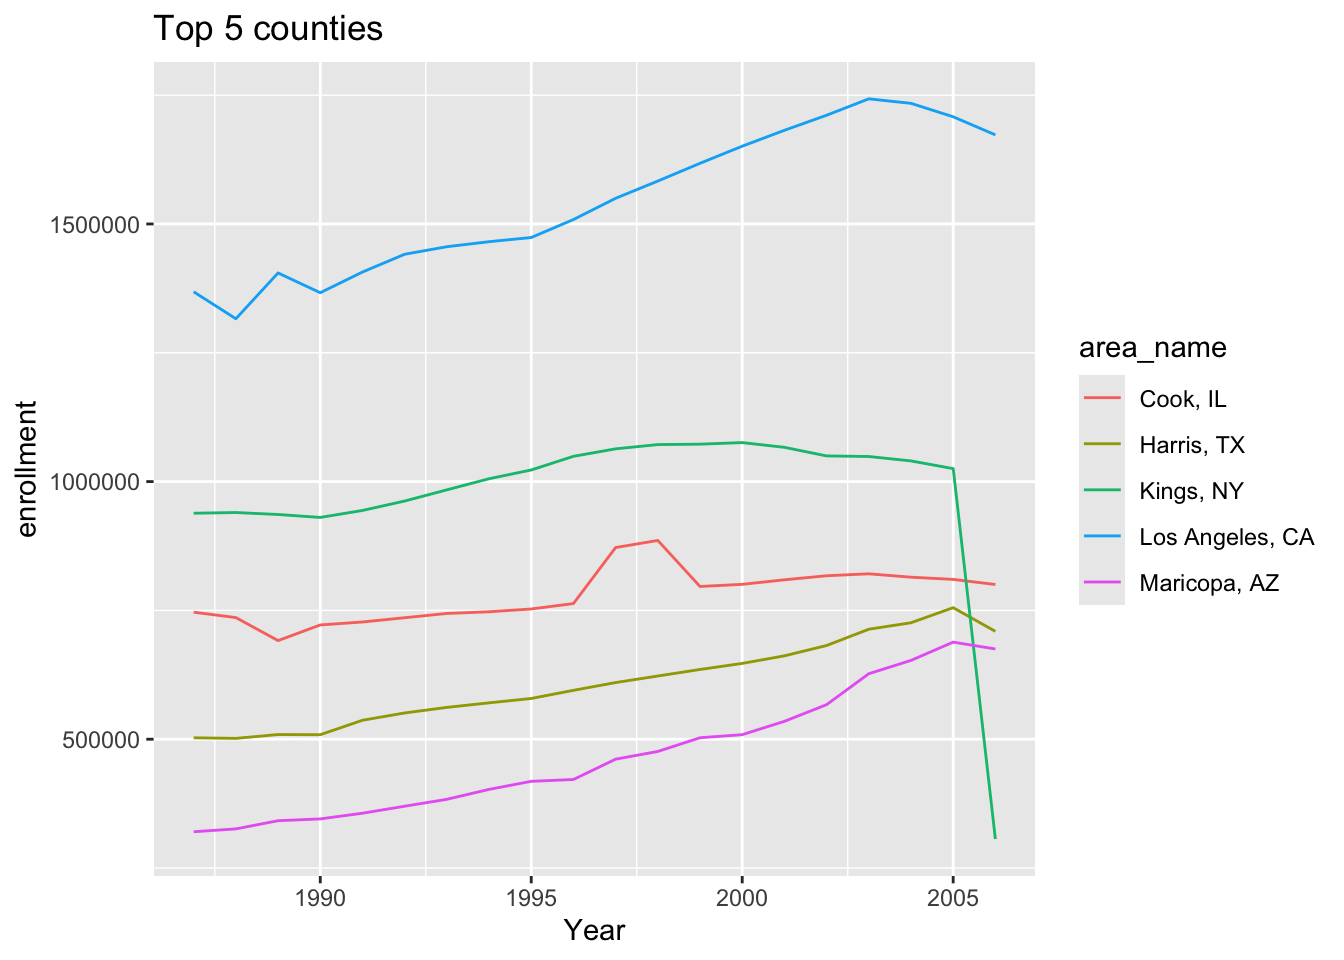 Top 5 counties
enrollment
1500000
1000000
500000
1990
1995
2000
2005
Year
area_name
Cook, IL
Harris, TX
Kings, NY
Los Angeles, CA
Maricopa, AZ